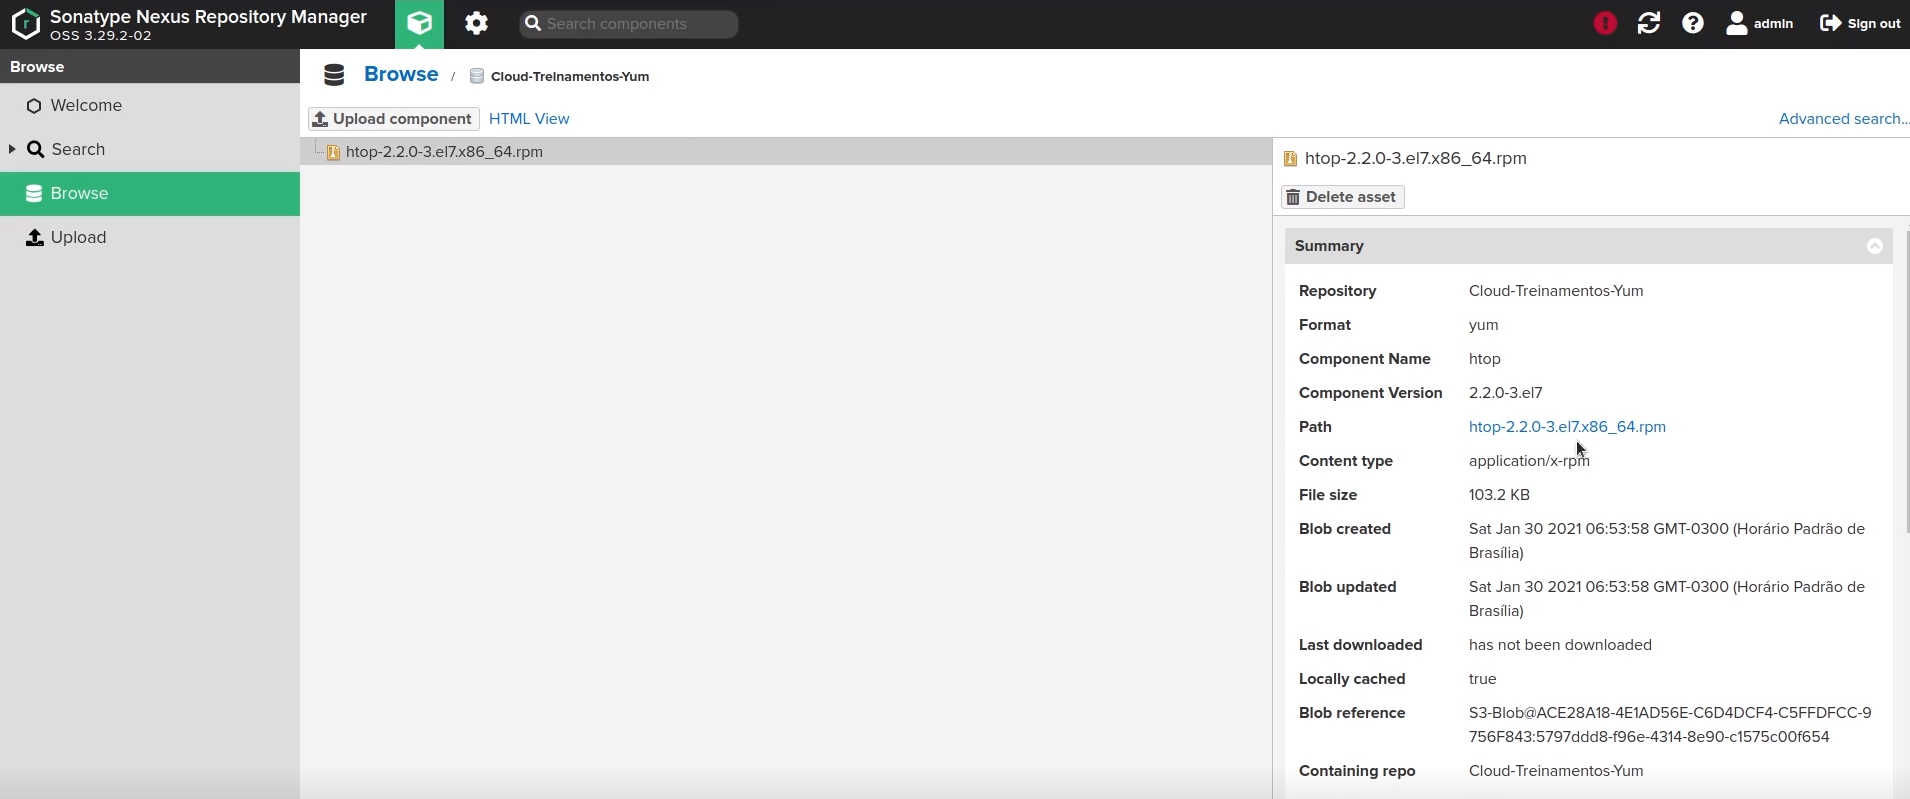 Sonatype Nexus Repository Manager
OSS 3.29.2-02
Search components
admin
Sign out
Browse
Welcome
Search
Browse
Upload
Browse / Cloud-Treinamentos-Yum
Upload component
HTML View
Advanced search...
htop-2.2.0-3.el7.x86_64.rpm
htop-2.2.0-3.el7.x86_64.rpm
Delete asset
Summary
Repository Cloud-Treinamentos-Yum
Format yum
Component Name htop
Component Version 2.2.0-3.el7
Path htop-2.2.0-3.el7.x86_64.rpm
Content type application/x-rpm
File size 103.2 KB
Blob created Sat Jan 30 2021 06:53:58 GMT-0300 (Horário Padrão de
Brasília)
Blob updated Sat Jan 30 2021 06:53:58 GMT-0300 (Horário Padrão de
Brasília)
Last downloaded has not been downloaded
Locally cached true
Blob reference S3-Blob@ACE28A18-4E1AD56E-C6D4DCF4-C5FFDFCC-9
756F843:5797ddd8-f96e-4314-8e90-c1575c00f654
Containing repo Cloud-Treinamentos-Yum